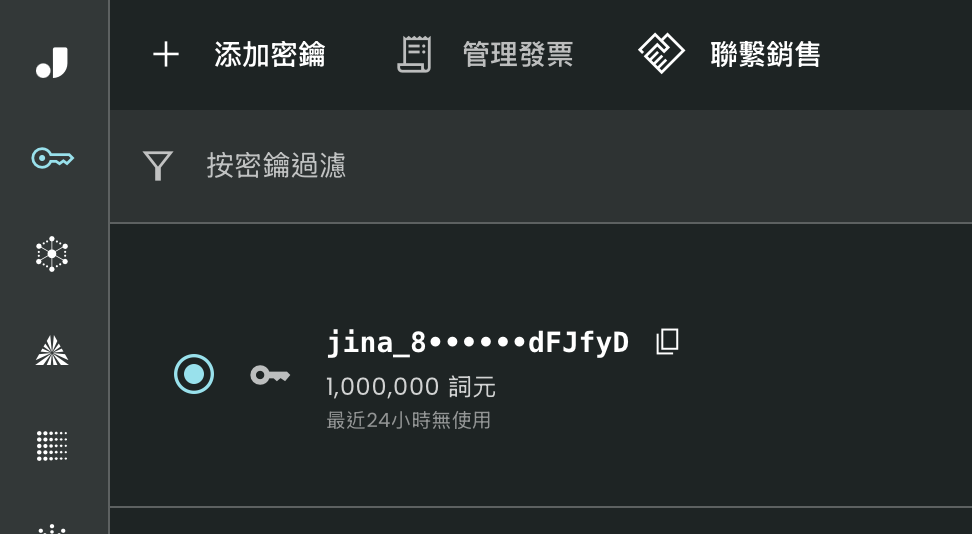 添加密鑰
管理發票
聯繫銷售
按密鑰過濾
jina_8••••••dFJfyD
1,000,000 詞元
最近24小時無使用